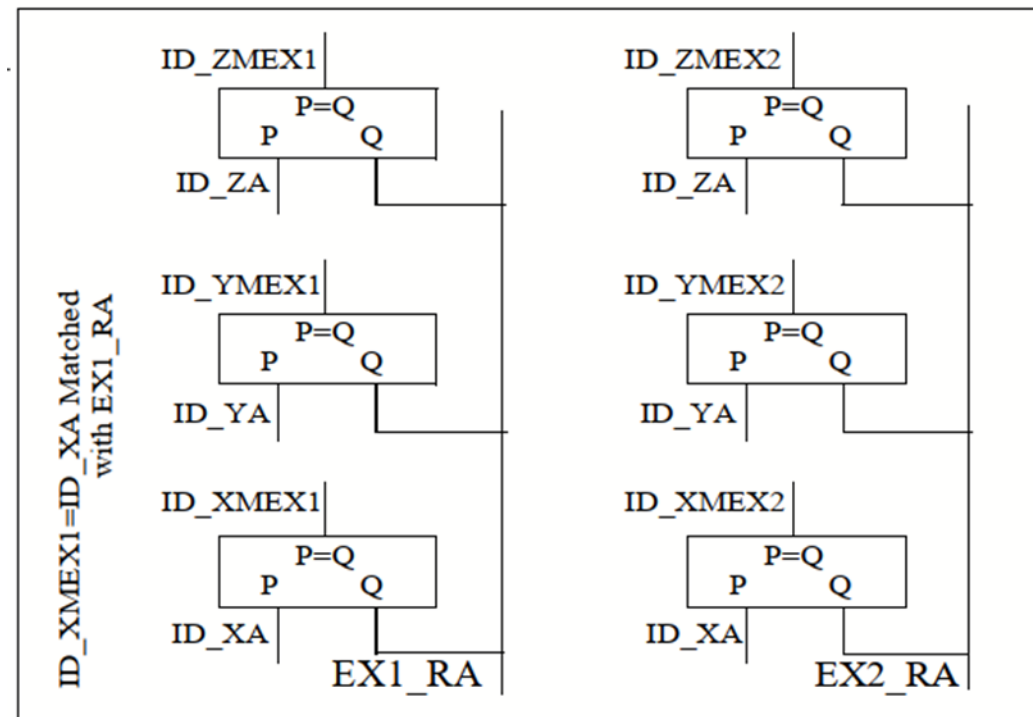 ID_ZMEX1
P=Q
P Q
ID_ZA
ID_YMEX1
P=Q
P Q
ID_YA
ID_XMEX1
P=Q
P Q
ID_XA
EX1_RA
ID_ZMEX2
P=Q
P Q
ID_ZA
ID_YMEX2
P=Q
P Q
ID_YA
ID_XMEX2
P=Q
P Q
ID_XA
EX2_RA
ID_XMEX1=ID_XA Matched
with EX1_RA